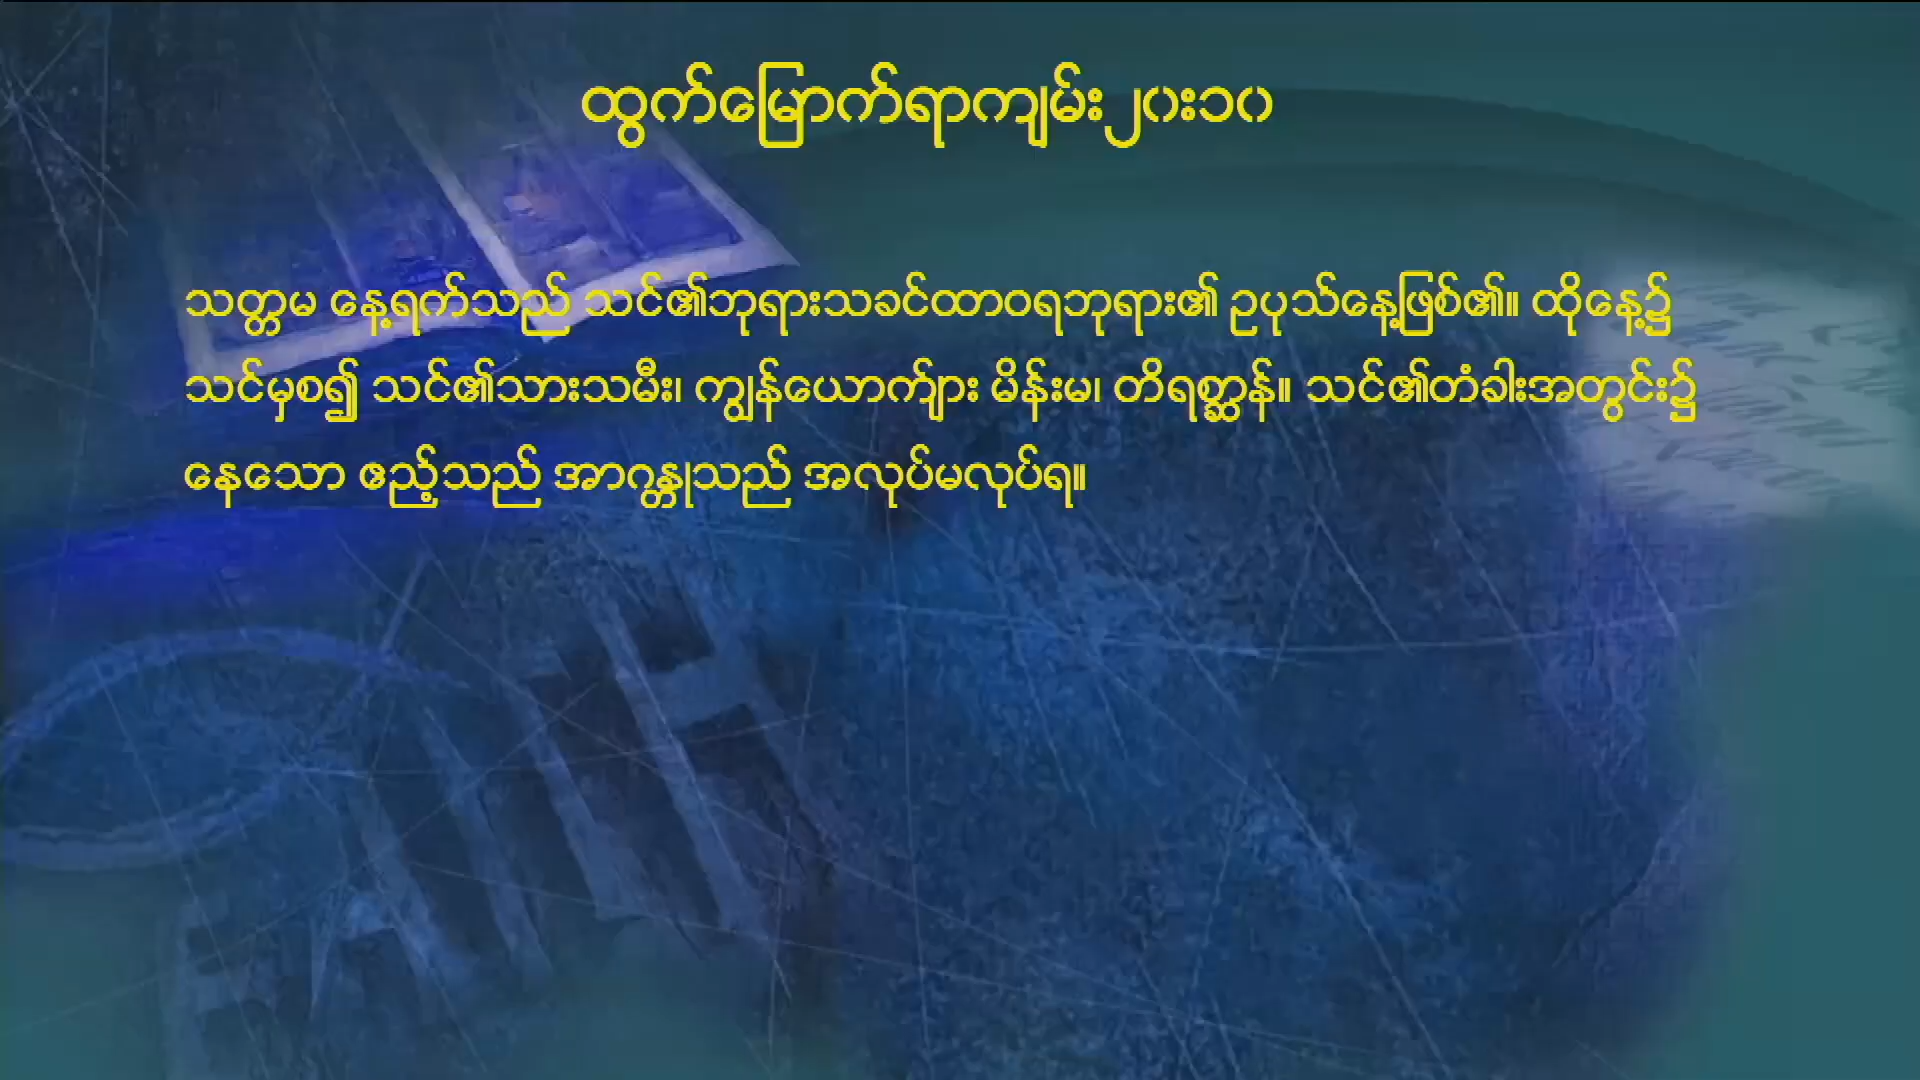 ထွက်မြောက်ရာကျမ်း၂၀း၁၀
သတ္တမ နေ့ရက်သည် သင်၏ဘုရားသခင်ထာဝရဘုရား၏ ဥပုသ်နေ့ဖြစ်၏။ ထိုနေ့၌
သင်မှစ၍ သင်၏သားသမီး၊ ကျွန်ယောက်ျား မိန်းမ၊ တိရစ္ဆာန်။ သင်၏တံခါးအတွင်း၌
နေသော ဧည့်သည် အာဂန္တုသည် အလုပ်မလုပ်ရ။